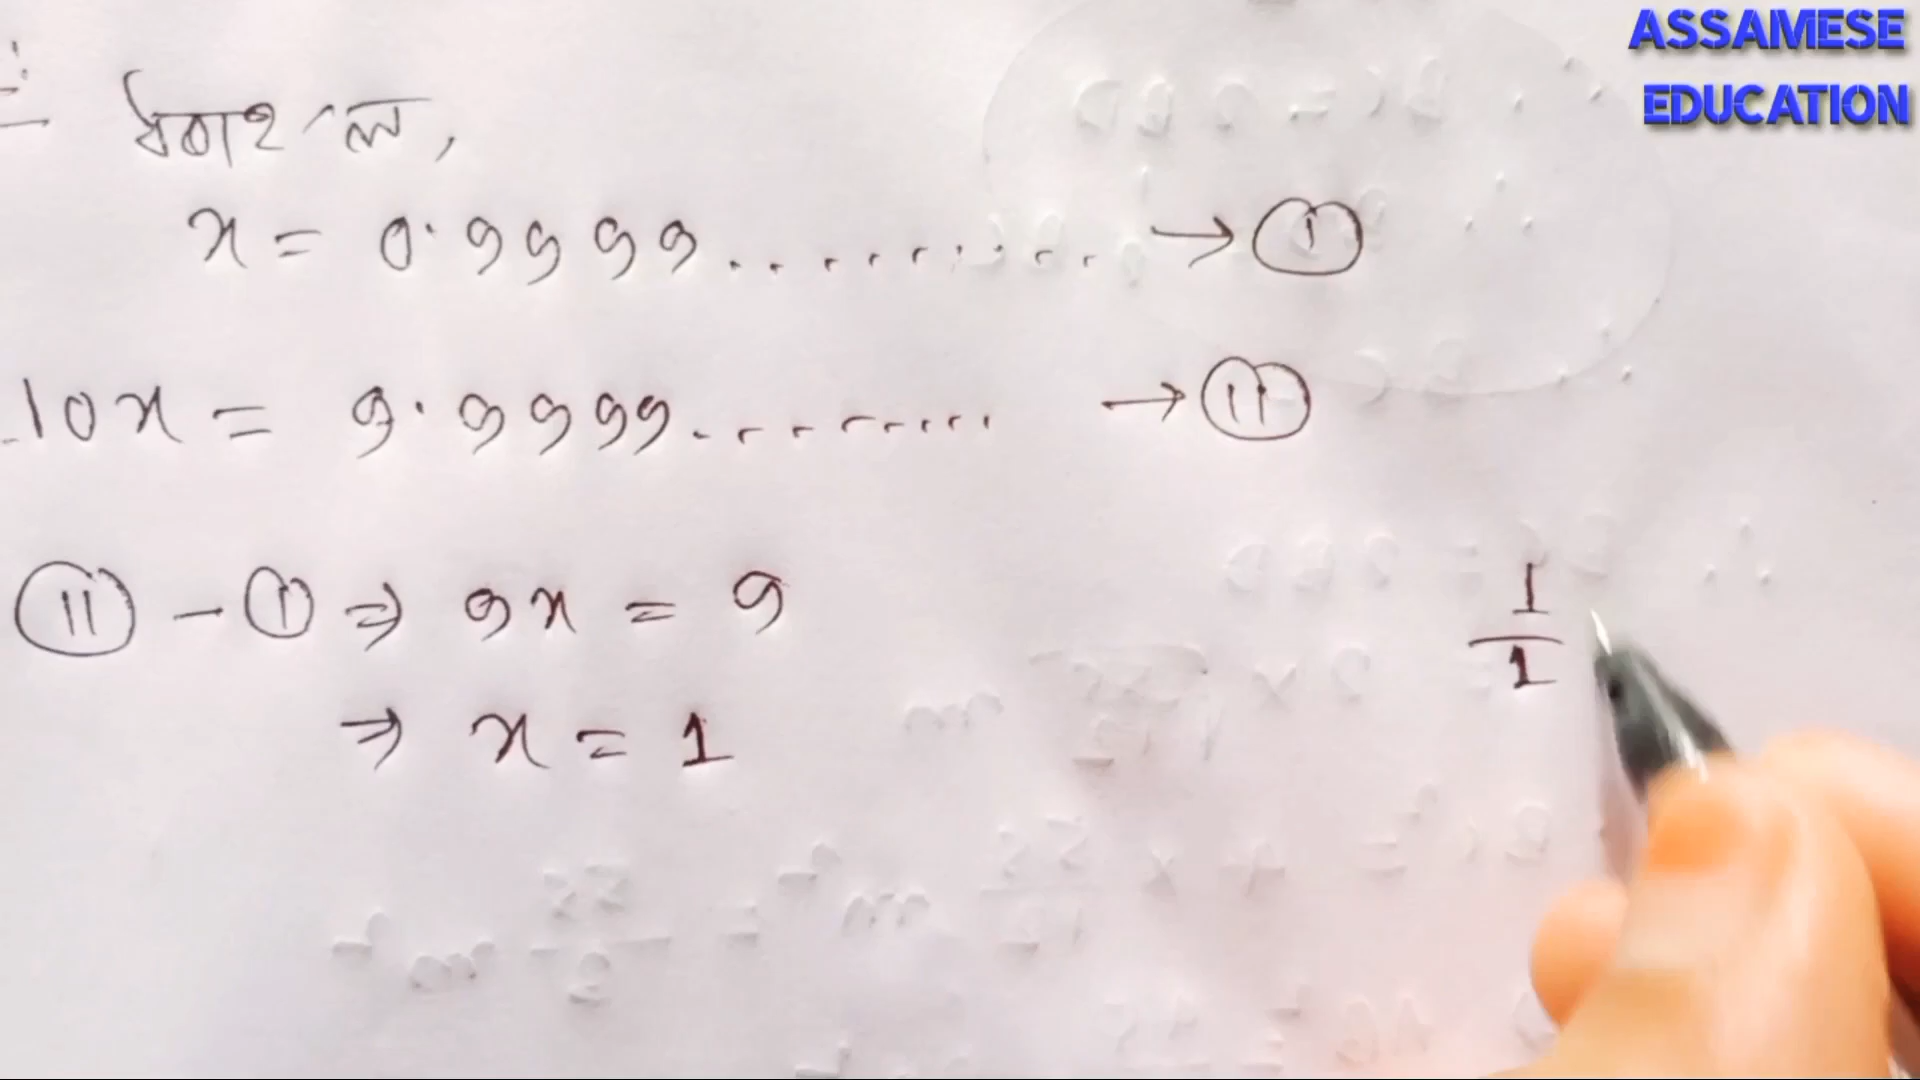 ASSAMESE
EDUCATION
ধৰাহ'ল,
x = 0.9999.......... → (I)
10x = 9.9999......... → (II)
(II) - (I) ⇒ 9x = 9
⇒ x = 1
1
1